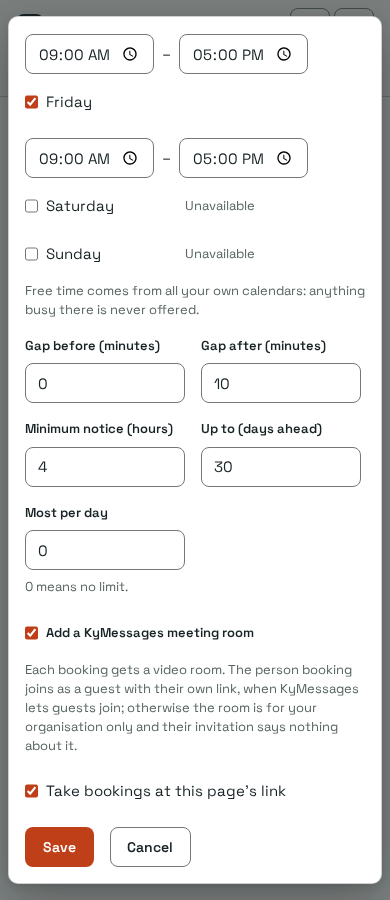 09:00 AM – 05:00 PM
Friday
09:00 AM – 05:00 PM
Saturday Unavailable
Sunday Unavailable
Free time comes from all your own calendars: anything
busy there is never offered.
Gap before (minutes) Gap after (minutes)
0 10
Minimum notice (hours) Up to (days ahead)
4 30
Most per day
0
0 means no limit.
Add a KyMessages meeting room
Each booking gets a video room. The person booking
joins as a guest with their own link, when KyMessages
lets guests join; otherwise the room is for your
organisation only and their invitation says nothing
about it.
Take bookings at this page's link
Save Cancel